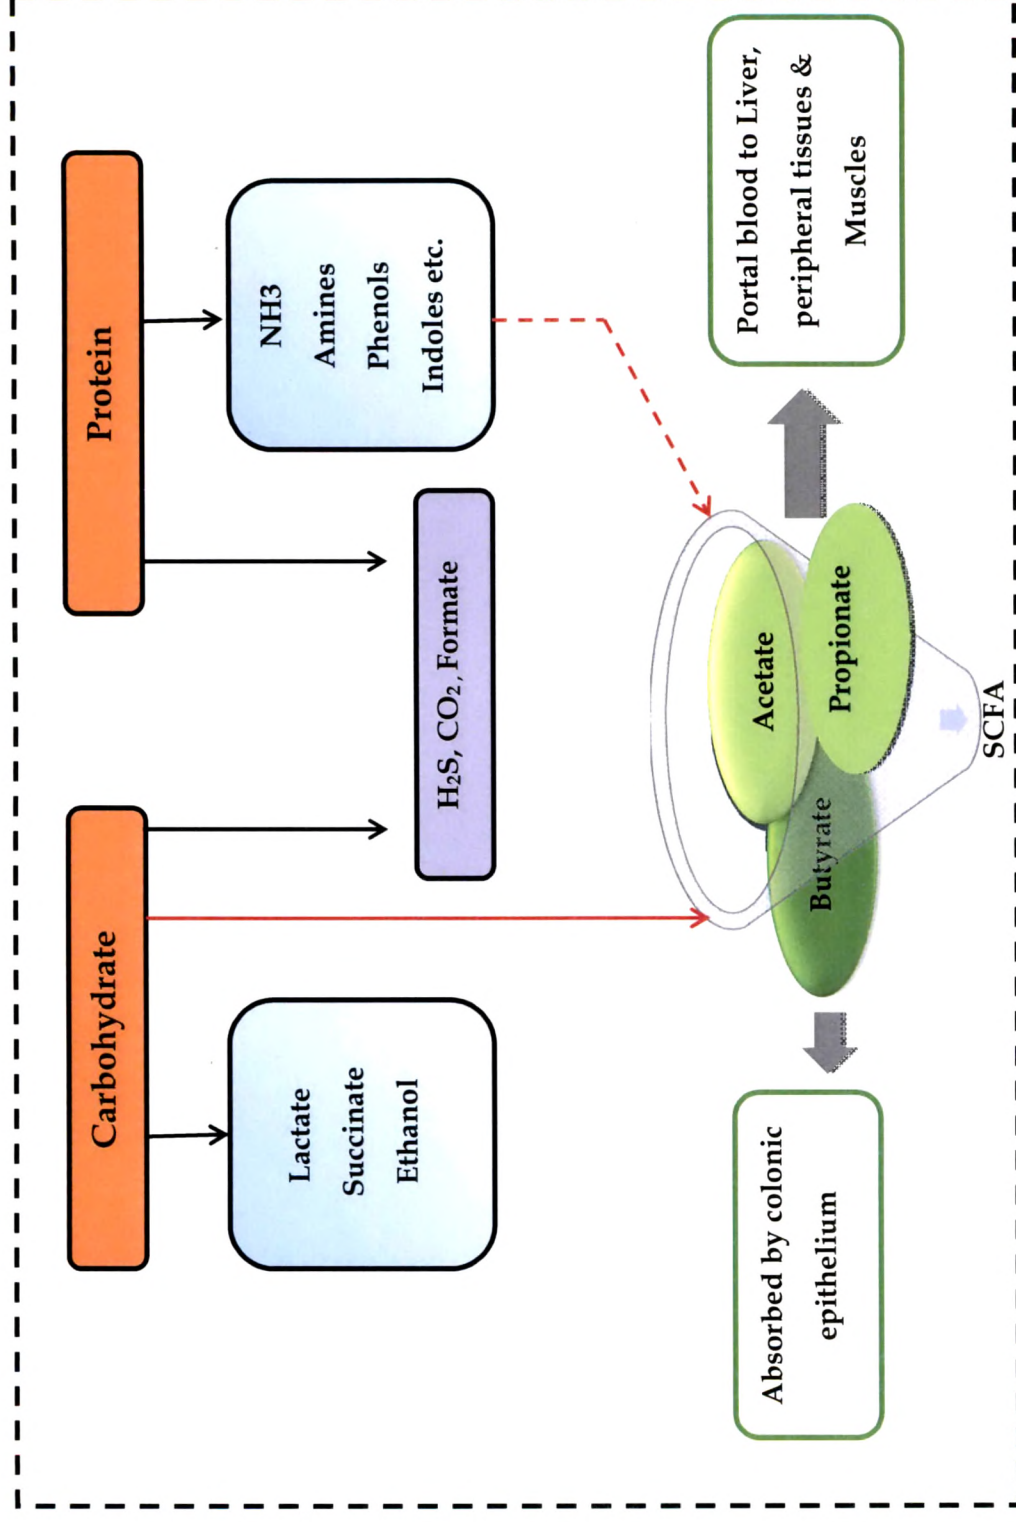 Carbohydrate
Protein
Lactate
Succinate
Ethanol
H₂S, CO₂, Formate
NH3
Amines
Phenols
Indoles etc.
Absorbed by colonic
epithelium
Butyrate
Acetate
Propionate
SCFA
Portal blood to Liver,
peripheral tissues &
Muscles